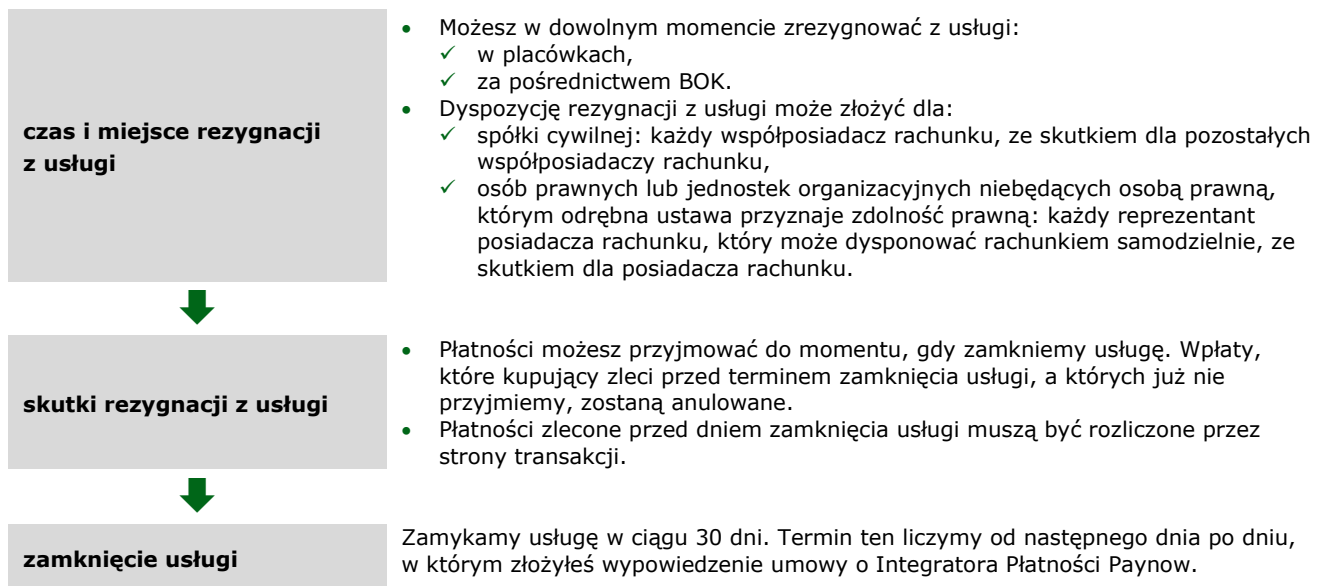 czas i miejsce rezygnacji
z usługi
• Możesz w dowolnym momencie zrezygnować z usługi:
✓ w placówkach,
✓ za pośrednictwem BOK.
• Dyspozycję rezygnacji z usługi może złożyć dla:
✓ spółki cywilnej: każdy współposiadacz rachunku, ze skutkiem dla pozostałych
współposiadaczy rachunku,
✓ osób prawnych lub jednostek organizacyjnych niebędących osobą prawną,
którym odrębna ustawa przyznaje zdolność prawną: każdy reprezentant
posiadacza rachunku, który może dysponować rachunkiem samodzielnie, ze
skutkiem dla posiadacza rachunku.
skutki rezygnacji z usługi
• Płatności możesz przyjmować do momentu, gdy zamkniemy usługę. Wpłaty,
które kupujący zleci przed terminem zamknięcia usługi, a których już nie
przyjmiemy, zostaną anulowane.
• Płatności zlecone przed dniem zamknięcia usługi muszą być rozliczone przez
strony transakcji.
zamknięcie usługi
Zamykamy usługę w ciągu 30 dni. Termin ten liczymy od następnego dnia po dniu,
w którym złożyłeś wypowiedzenie umowy o Integratora Płatności Paynow.